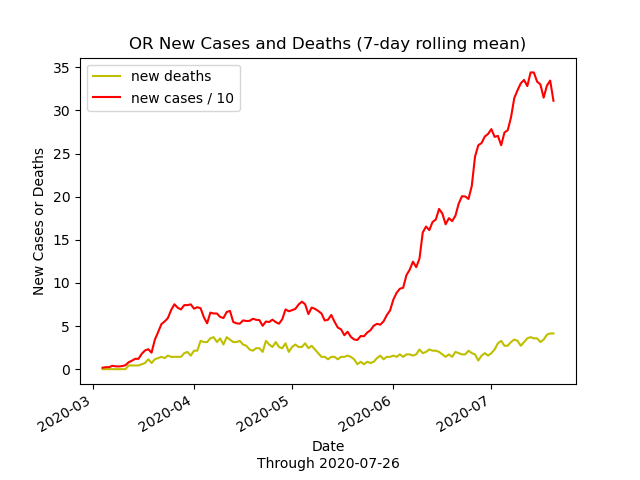 OR New Cases and Deaths (7-day rolling mean)
new deaths
new cases / 10
35
30
25
20
15
10
5
0
New Cases or Deaths
2020-03
2020-04
2020-05
2020-06
2020-07
Date
Through 2020-07-26